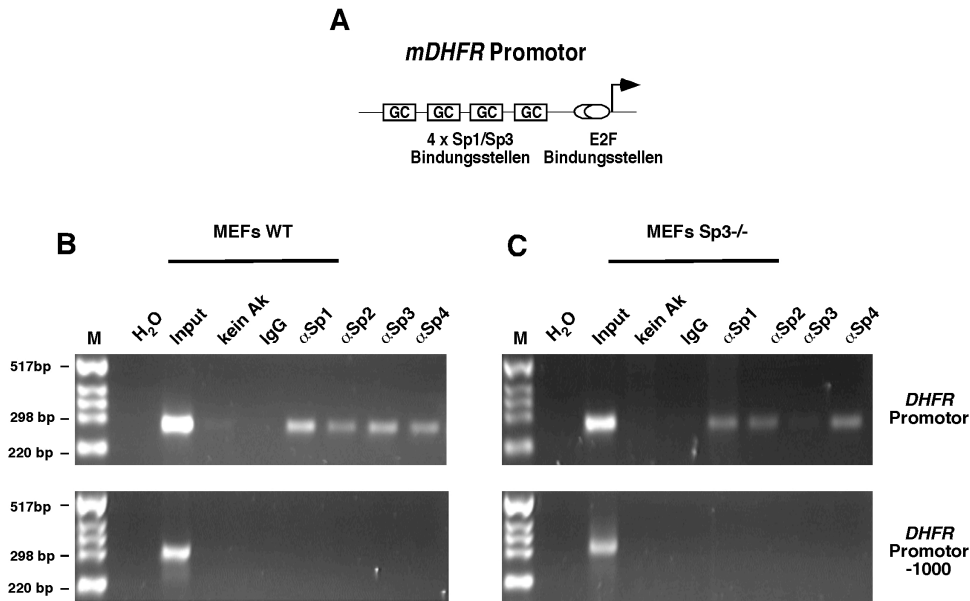 A
mDHFR Promotor
GC GC GC GC
4 x Sp1/Sp3 E2F
Bindungsstellen Bindungsstellen
B
MEFs WT
M H2O Input kein Ak IgG αSp1 αSp2 αSp3 αSp4
517bp
298 bp
220 bp
517bp
298 bp
220 bp
C
MEFs Sp3-/-
M H2O Input kein Ak IgG αSp1 αSp2 αSp3 αSp4
DHFR
Promotor
DHFR
Promotor
-1000